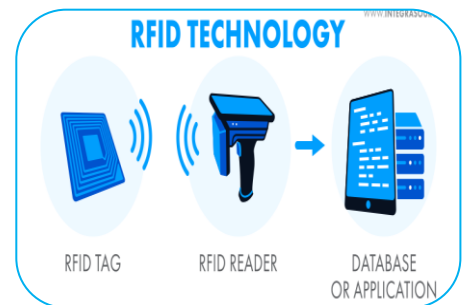 RFID TECHNOLOGY
RFID TAG
RFID READER
DATABASE
OR APPLICATION